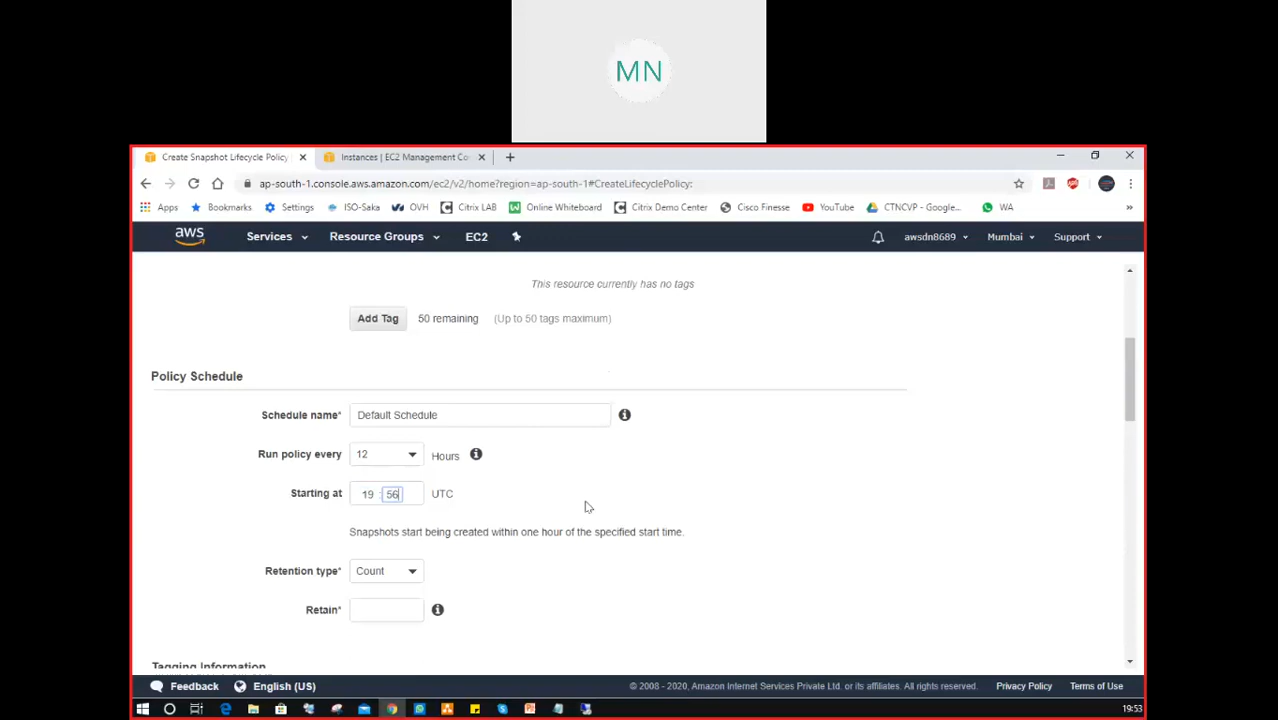 MN
Create Snapshot Lifecycle Policy
Instances | EC2 Management Co
ap-south-1.console.aws.amazon.com/ec2/v2/home?region=ap-south-1#CreateLifecyclePolicy:
Apps Bookmarks Settings ISO-Saka OVH Citrix LAB Online Whiteboard Citrix Demo Center Cisco Finesse YouTube CTNCVP - Google... WA »
aws Services Resource Groups EC2 awsdn8689 Mumbai Support
This resource currently has no tags
Add Tag 50 remaining (Up to 50 tags maximum)
Policy Schedule
Schedule name* Default Schedule
Run policy every 12 Hours
Starting at 19 : 56 UTC
Snapshots start being created within one hour of the specified start time.
Retention type* Count
Retain*
Tagging Information
Feedback English (US) © 2008 - 2020, Amazon Internet Services Private Ltd. or its affiliates. All rights reserved. Privacy Policy Terms of Use
19:53